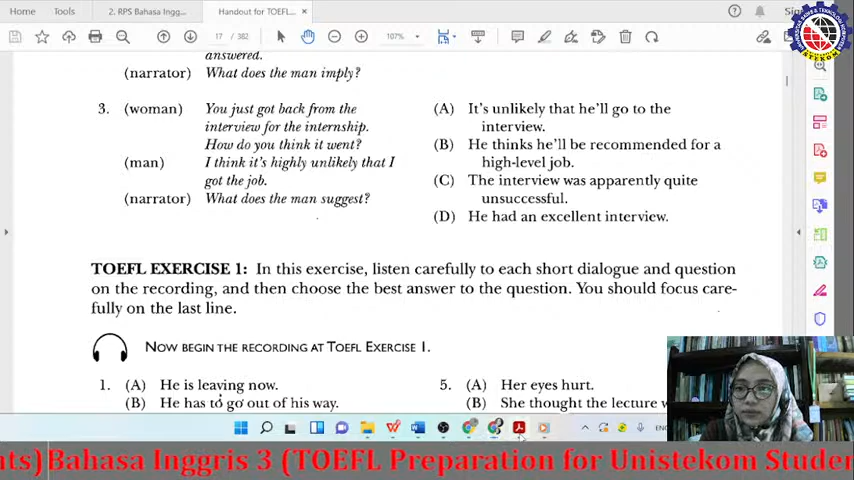 Home Tools 2. RPS Bahasa Ingg... Handout for TOEFL... ×
17 / 382 107%
answered.
(narrator) What does the man imply?
3. (woman) You just got back from the
interview for the internship.
How do you think it went?
(man) I think it's highly unlikely that I
got the job.
(narrator) What does the man suggest?
(A) It's unlikely that he'll go to the
interview.
(B) He thinks he'll be recommended for a
high-level job.
(C) The interview was apparently quite
unsuccessful.
(D) He had an excellent interview.
TOEFL EXERCISE 1: In this exercise, listen carefully to each short dialogue and question
on the recording, and then choose the best answer to the question. You should focus care-
fully on the last line.
NOW BEGIN THE RECORDING AT TOEFL EXERCISE 1.
1. (A) He is leaving now.
(B) He has to go out of his way.
5. (A) Her eyes hurt.
(B) She thought the lecture
STEKOM
nts) Bahasa Inggris 3 (TOEFL Preparation for Unistekom Studen